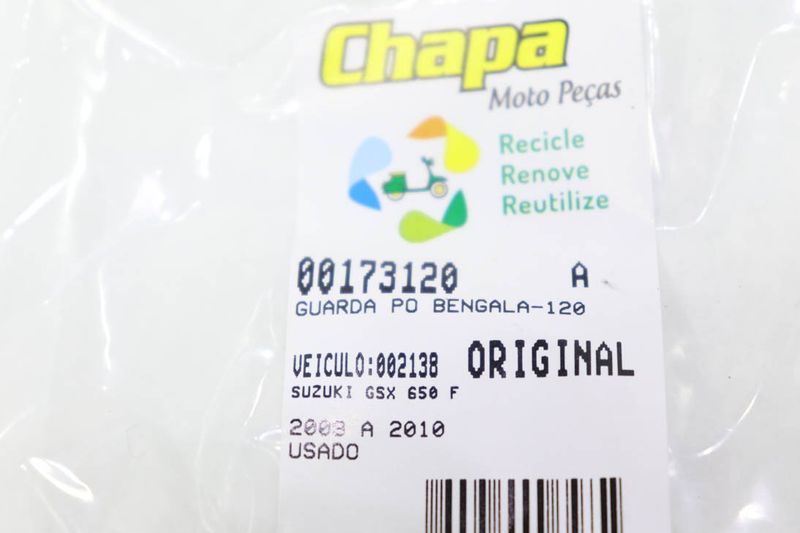 Chapa
Moto Peças
Recicle
Renove
Reutilize
00173120 A
GUARDA PO BENGALA-120
VEICULO:002138 ORIGINAL
SUZUKI GSX 650 F
2008 A 2010
USADO